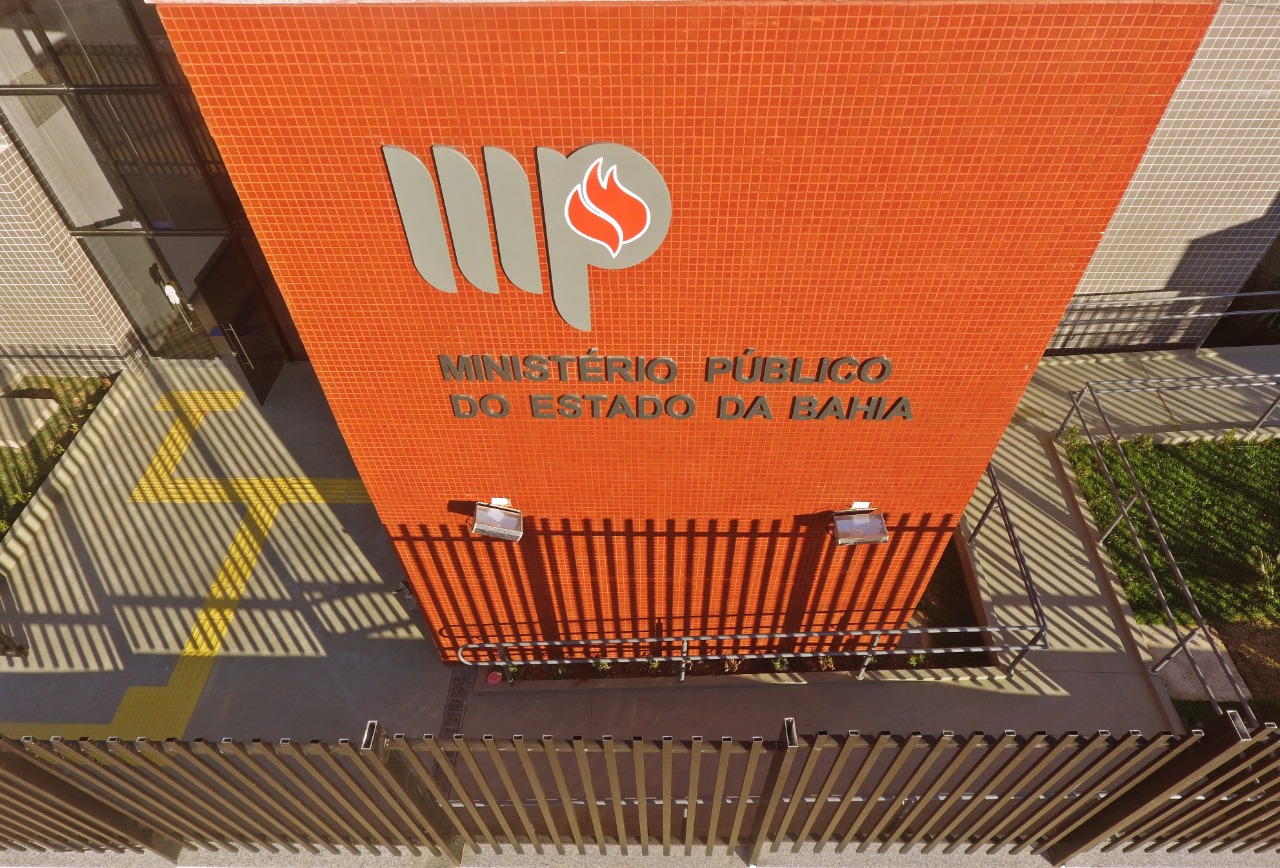 mp
MINISTÉRIO PÚBLICO
DO ESTADO DA BAHIA